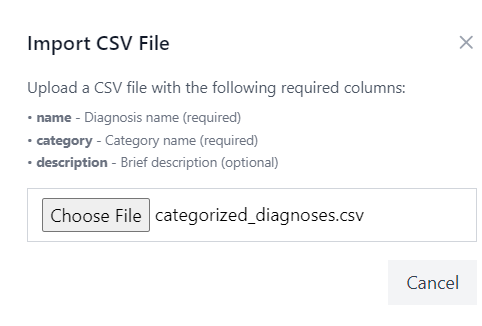 Import CSV File
Upload a CSV file with the following required columns:
• name - Diagnosis name (required)
• category - Category name (required)
• description - Brief description (optional)
Choose File categorized_diagnoses.csv
Cancel